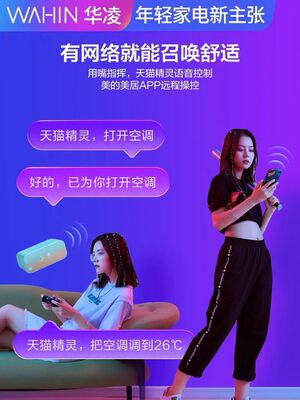 WAHIN 华凌 年轻家电新主张
有网络就能召唤舒适
用嘴指挥，天猫精灵语音控制
美的美居APP远程操控
天猫精灵，打开空调
好的，已为你打开空调
天猫精灵，把空调调到26℃